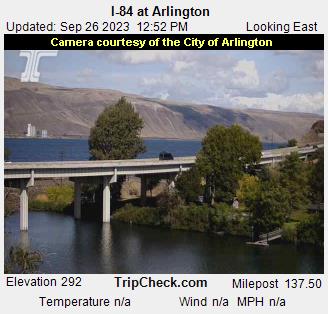 I-84 at Arlington
Updated: Sep 26 2023 12:52 PM Looking East
Camera courtesy of the City of Arlington
Elevation 292 TripCheck.com Milepost 137.50
Temperature n/a Wind n/a MPH n/a